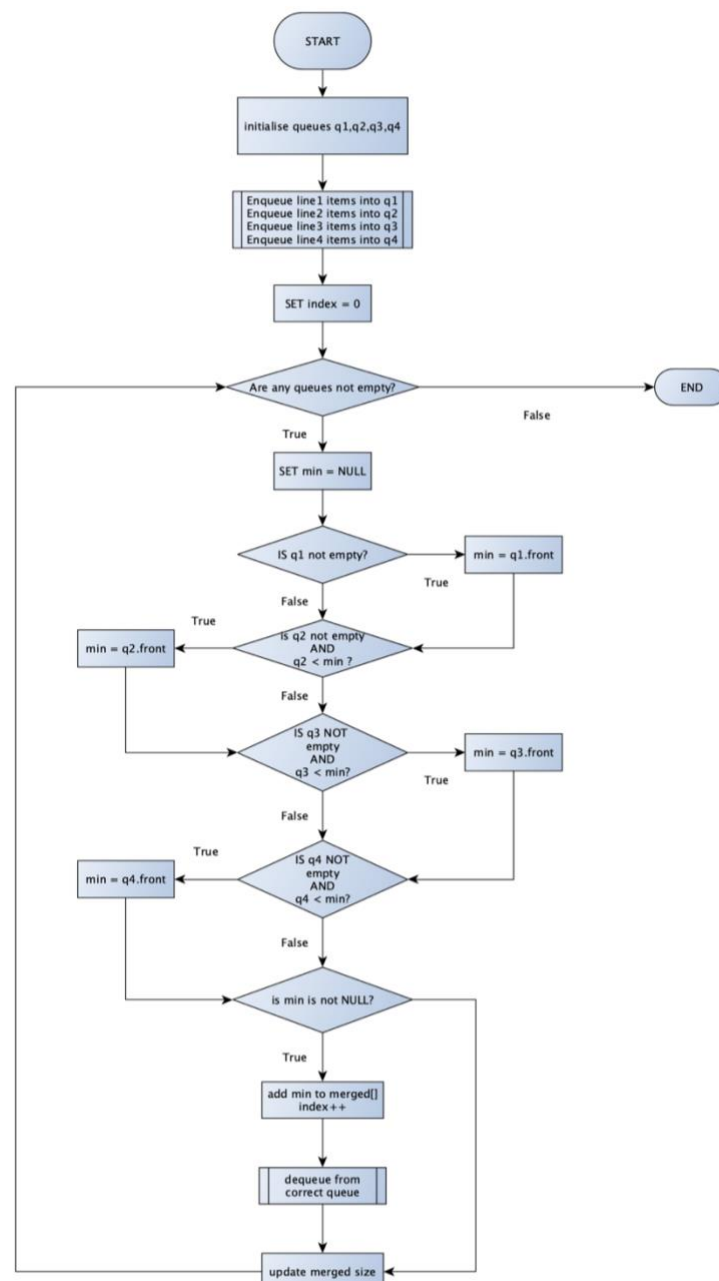 START
initialise queues q1,q2,q3,q4
Enqueue line1 items into q1
Enqueue line2 items into q2
Enqueue line3 items into q3
Enqueue line4 items into q4
SET index = 0
Are any queues not empty?
END
False
True
SET min = NULL
IS q1 not empty?
min = q1.front
True
False
True
Is q2 not empty
AND
q2 < min ?
min = q2.front
False
IS q3 NOT
empty
AND
q3 < min?
min = q3.front
True
False
True
IS q4 NOT
empty
AND
q4 < min?
min = q4.front
False
is min is not NULL?
True
add min to merged[]
index++
dequeue from
correct queue
update merged size